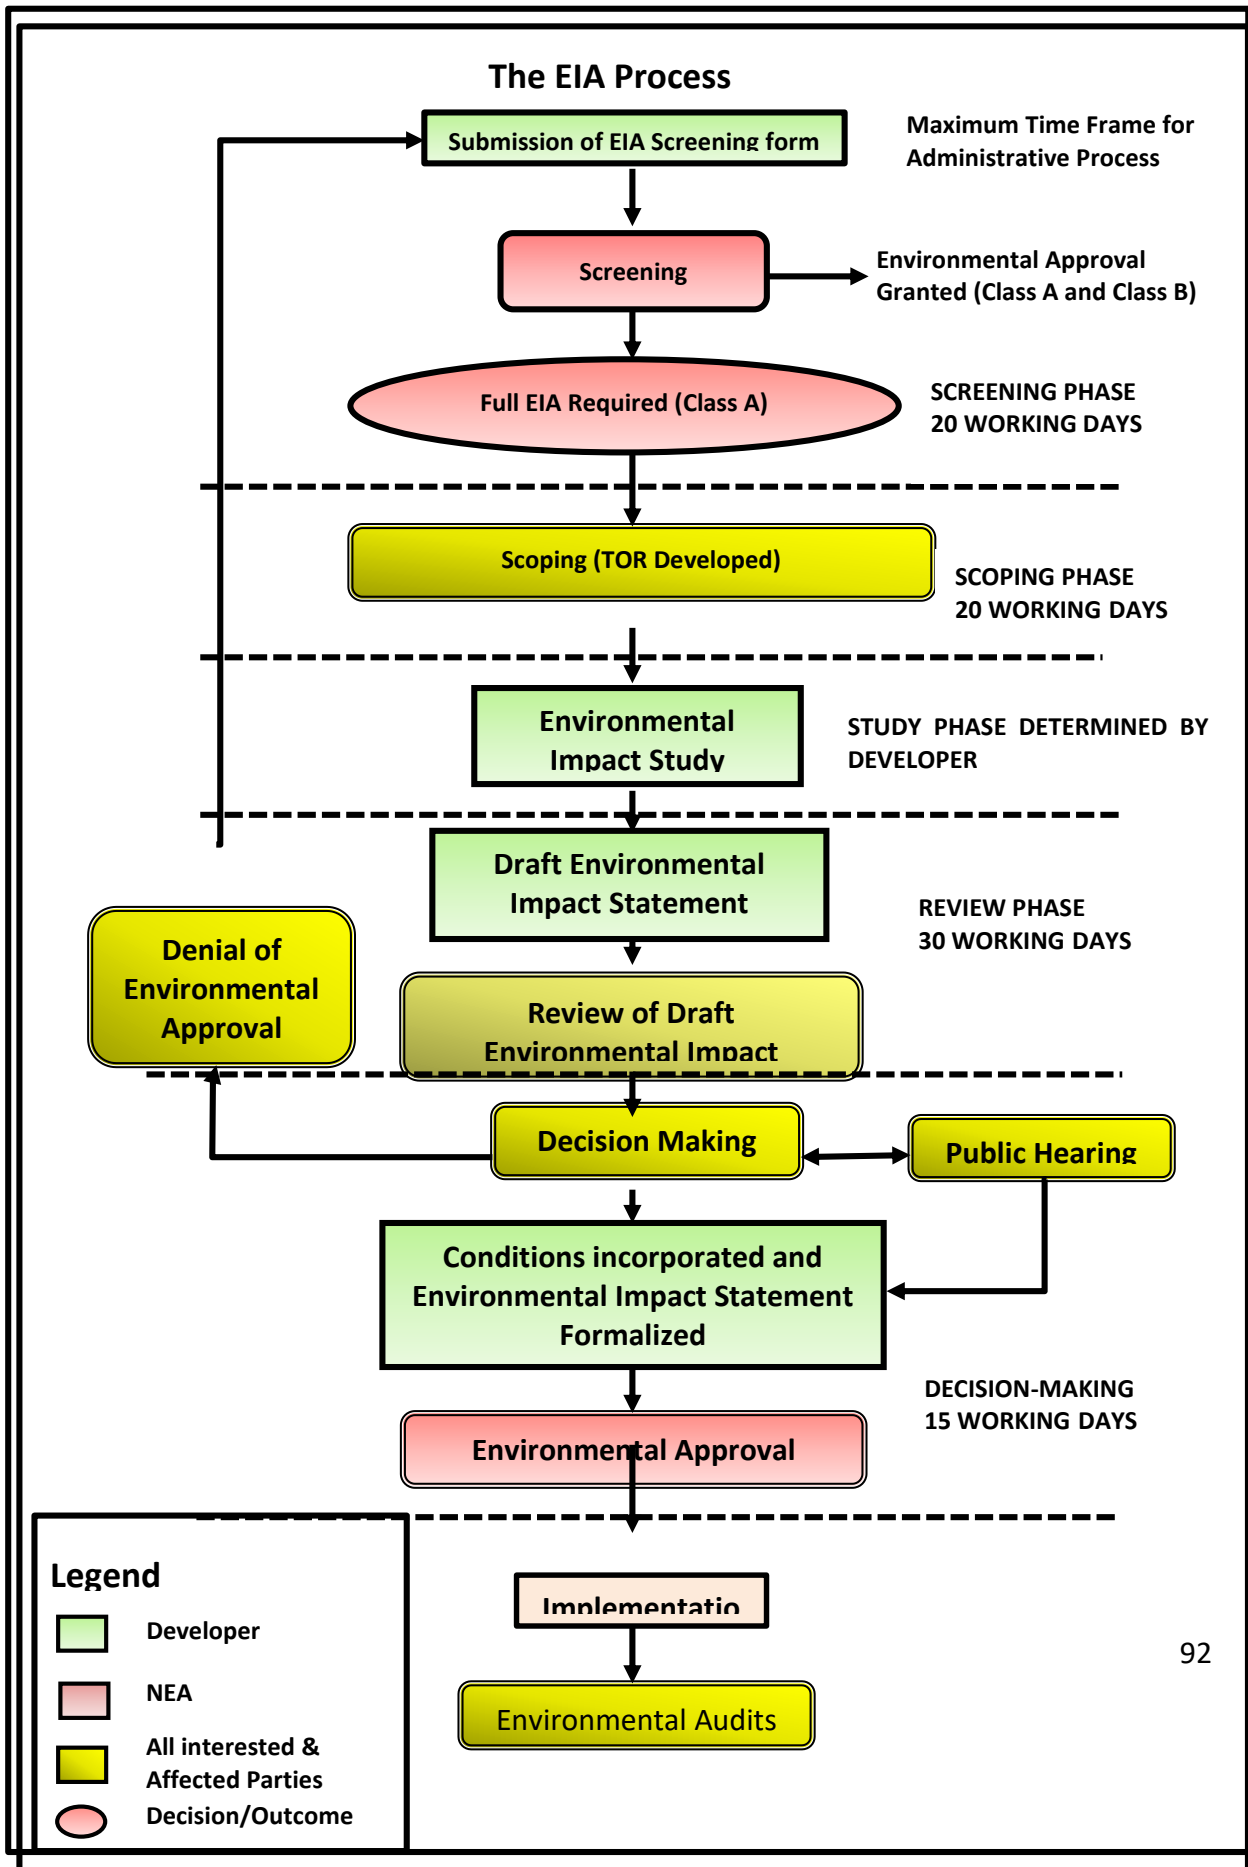 The EIA Process
Submission of EIA Screening form
Maximum Time Frame for
Administrative Process
Screening
Environmental Approval
Granted (Class A and Class B)
Full EIA Required (Class A)
SCREENING PHASE
20 WORKING DAYS
Scoping (TOR Developed)
SCOPING PHASE
20 WORKING DAYS
Environmental
Impact Study
STUDY PHASE DETERMINED BY
DEVELOPER
Draft Environmental
Impact Statement
REVIEW PHASE
30 WORKING DAYS
Denial of
Environmental
Approval
Review of Draft
Environmental Impact
Decision Making
Public Hearing
Conditions incorporated and
Environmental Impact Statement
Formalized
DECISION-MAKING
15 WORKING DAYS
Environmental Approval
Implementatio
Environmental Audits
Legend
Developer
NEA
All interested &
Affected Parties
Decision/Outcome
92